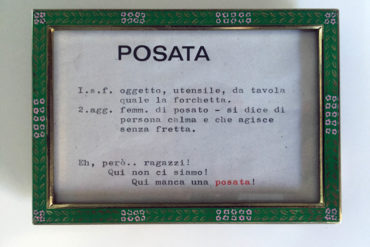 POSATA
I.s.f. oggetto, utensile, da tavola
quale la forchetta.
2.agg. femm. di posato - si dice di
persona calma e che agisce
senza fretta.
Eh, però.. ragazzi!
Qui non ci siamo!
Qui manca una posata!